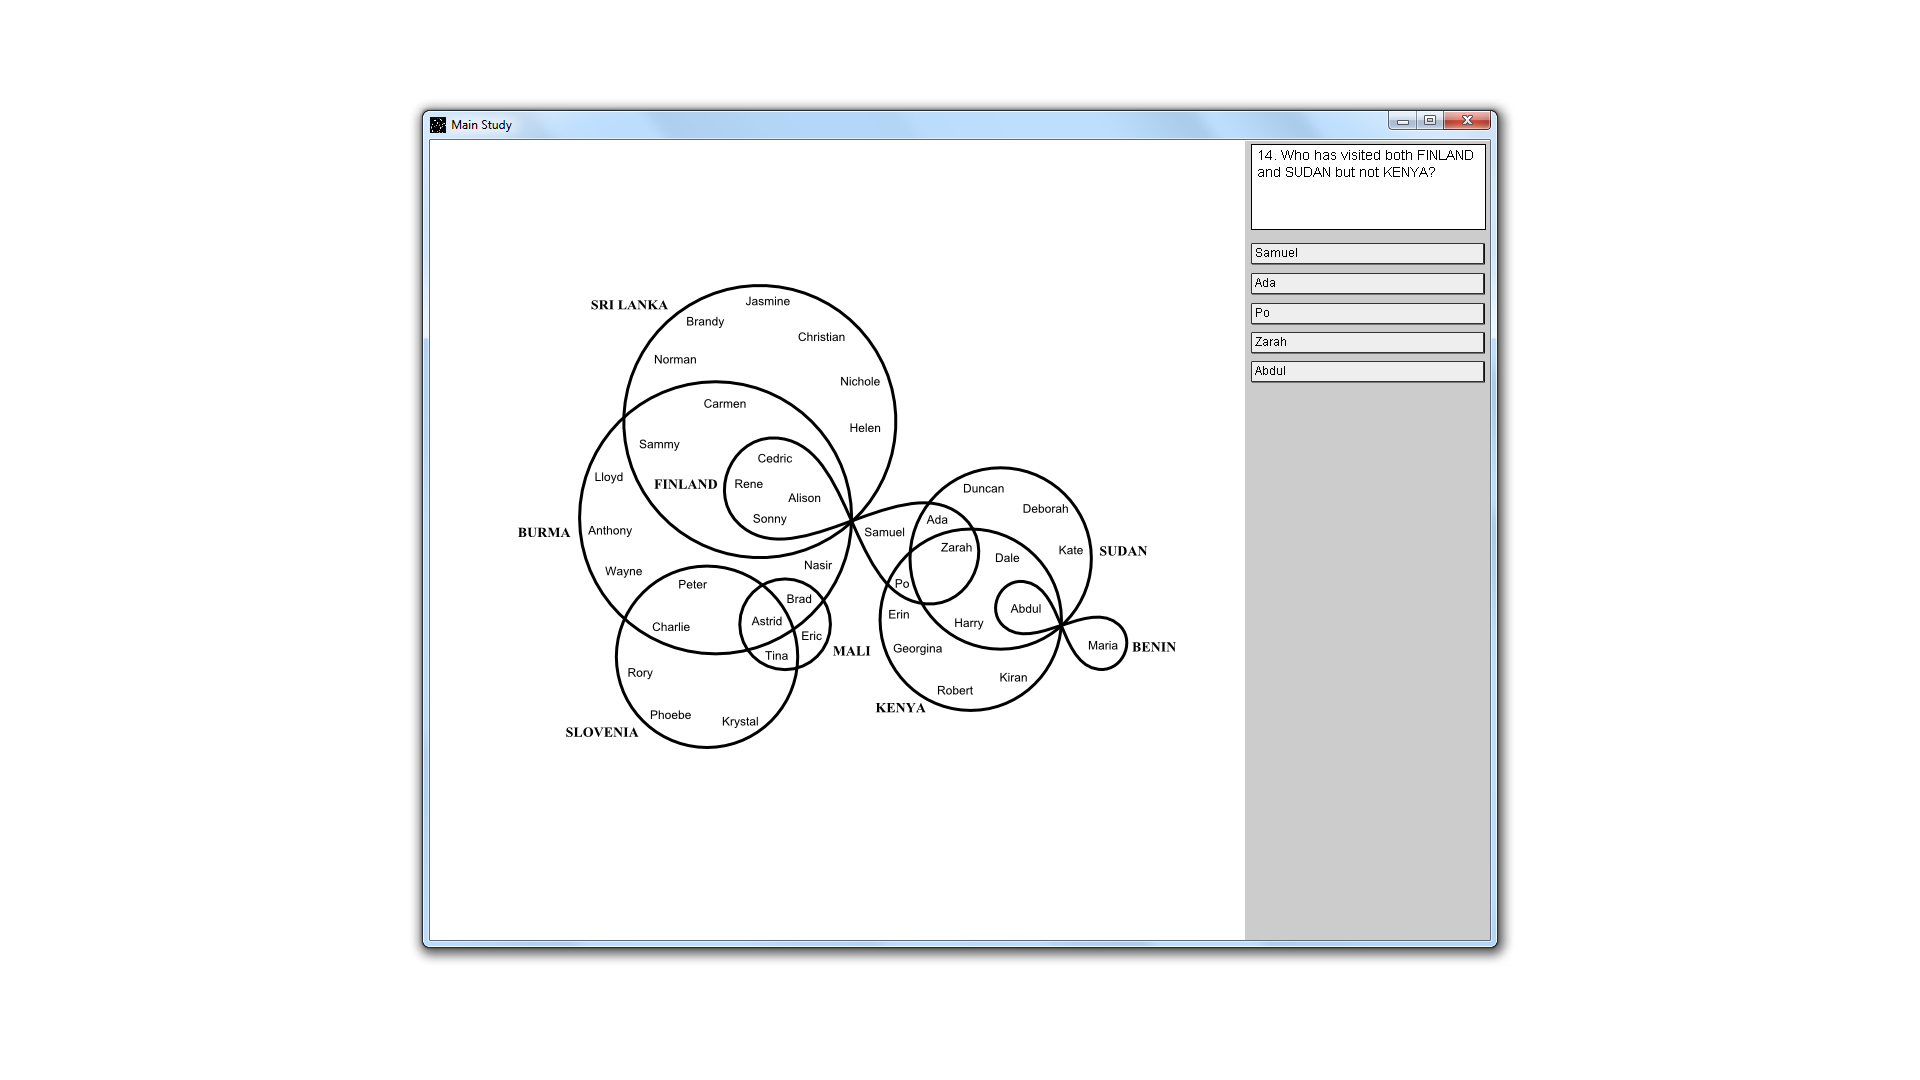 Main Study
14. Who has visited both FINLAND
and SUDAN but not KENYA?
Samuel
Ada
Po
Zarah
Abdul
SRI LANKA
Jasmine
Brandy
Christian
Norman
Nichole
Carmen
Helen
Sammy
Cedric
Lloyd
FINLAND
Rene
Alison
Sonny
BURMA
Anthony
Wayne
Nasir
Peter
Brad
Charlie
Astrid
Eric
MALI
Tina
Rory
Phoebe
Krystal
SLOVENIA
Duncan
Deborah
Ada
Samuel
Zarah
Dale
Kate
SUDAN
Po
Erin
Harry
Abdul
Georgina
Maria
BENIN
Kiran
Robert
KENYA